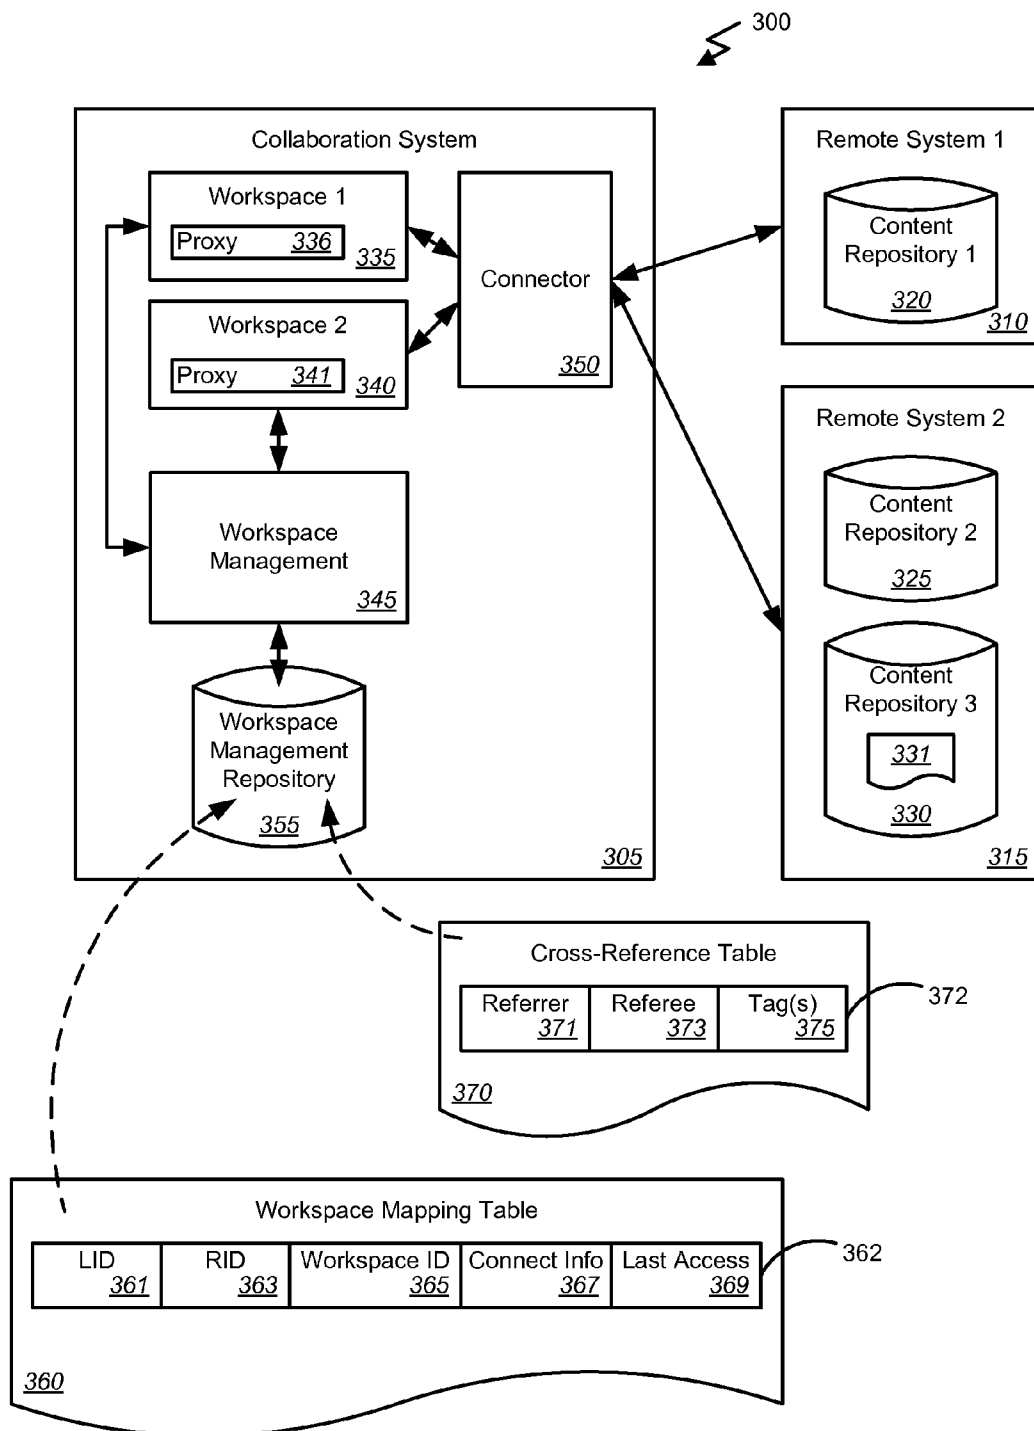 300
Collaboration System
Workspace 1
Proxy 336
335
Workspace 2
Proxy 341
340
Connector
350
Workspace
Management
345
Workspace
Management
Repository
355
305
Remote System 1
Content
Repository 1
320
310
Remote System 2
Content
Repository 2
325
Content
Repository 3
331
330
315
Cross-Reference Table
Referrer
371
Referee
373
Tag(s)
375
372
370
Workspace Mapping Table
LID
361
RID
363
Workspace ID
365
Connect Info
367
Last Access
369
362
360